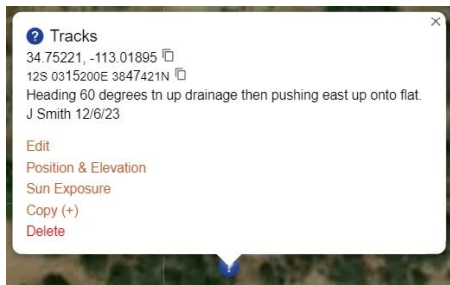 ×
? Tracks
34.75221, -113.01895
12S 0315200E 3847421N
Heading 60 degrees tn up drainage then pushing east up onto flat.
J Smith 12/6/23
Edit
Position & Elevation
Sun Exposure
Copy (+)
Delete
?